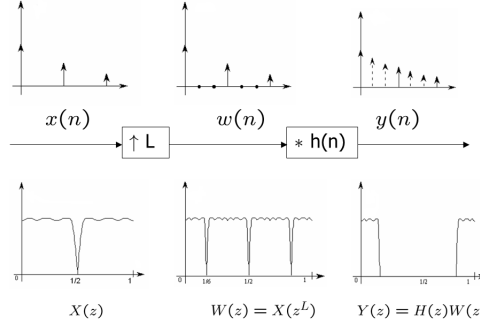 x(n) w(n) y(n)
↑ L * h(n)
0 1/2 1
0 1/6 1/2 1
0 1/2 1
X(z) W(z) = X(z^L) Y(z) = H(z)W(z